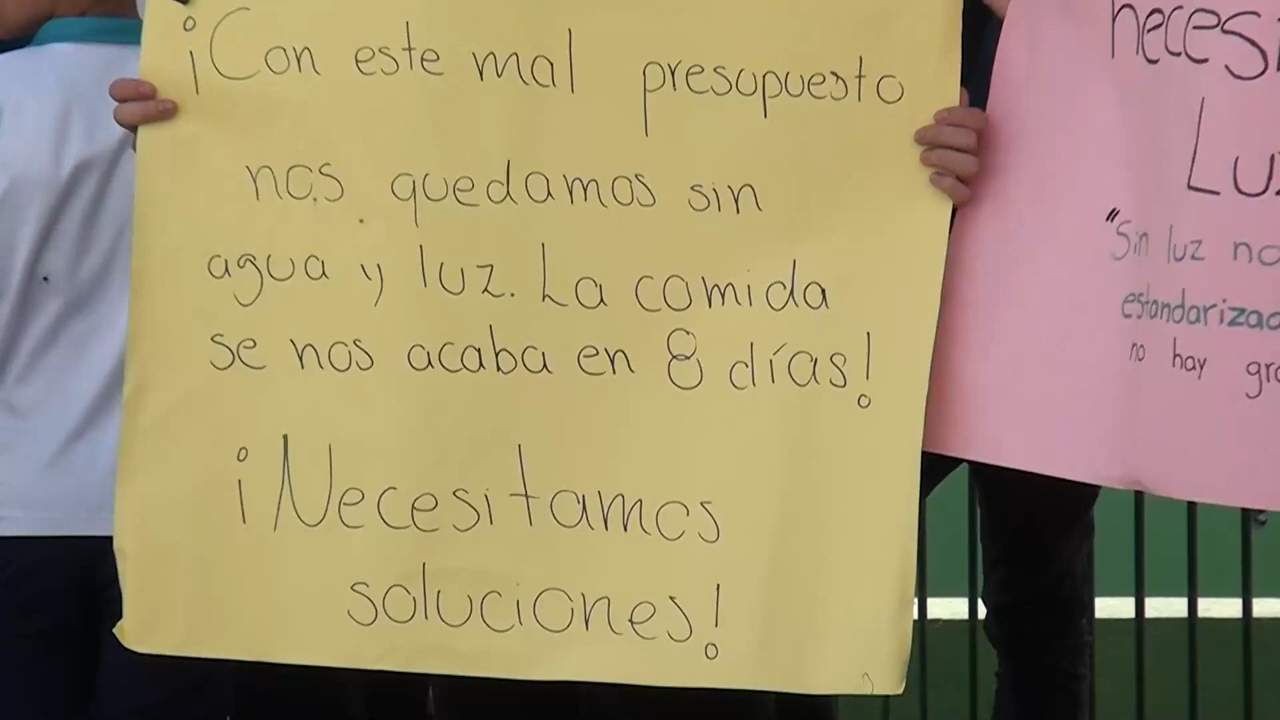 ¡Con este mal presupuesto
nos quedamos sin
agua y luz. La comida
se nos acaba en 8 días!
¡Necesitamos
soluciones!
Luz
"Sin luz no
no hay